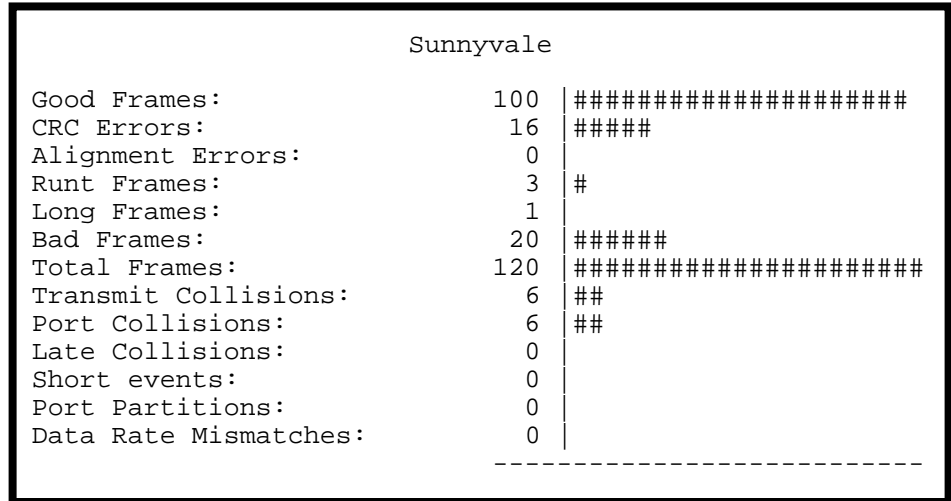 Sunnyvale
Good Frames: 100 |#####################
CRC Errors: 16 |#####
Alignment Errors: 0 |
Runt Frames: 3 |#
Long Frames: 1 |
Bad Frames: 20 |######
Total Frames: 120 |######################
Transmit Collisions: 6 |##
Port Collisions: 6 |##
Late Collisions: 0 |
Short events: 0 |
Port Partitions: 0 |
Data Rate Mismatches: 0 |
---------------------------